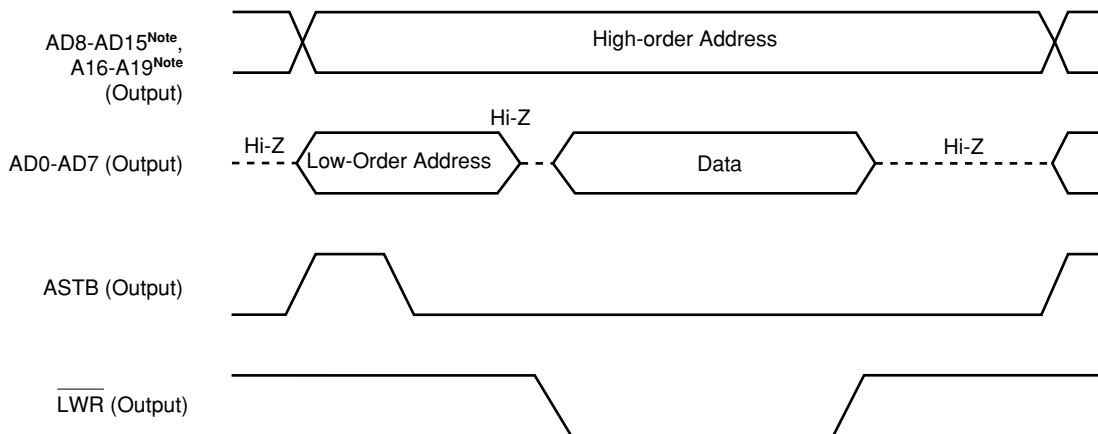 AD8-AD15Note,
A16-A19Note
(Output)
High-order Address
AD0-AD7 (Output)
Hi-Z
Low-Order Address
Hi-Z
Data
Hi-Z
ASTB (Output)
LWR (Output)